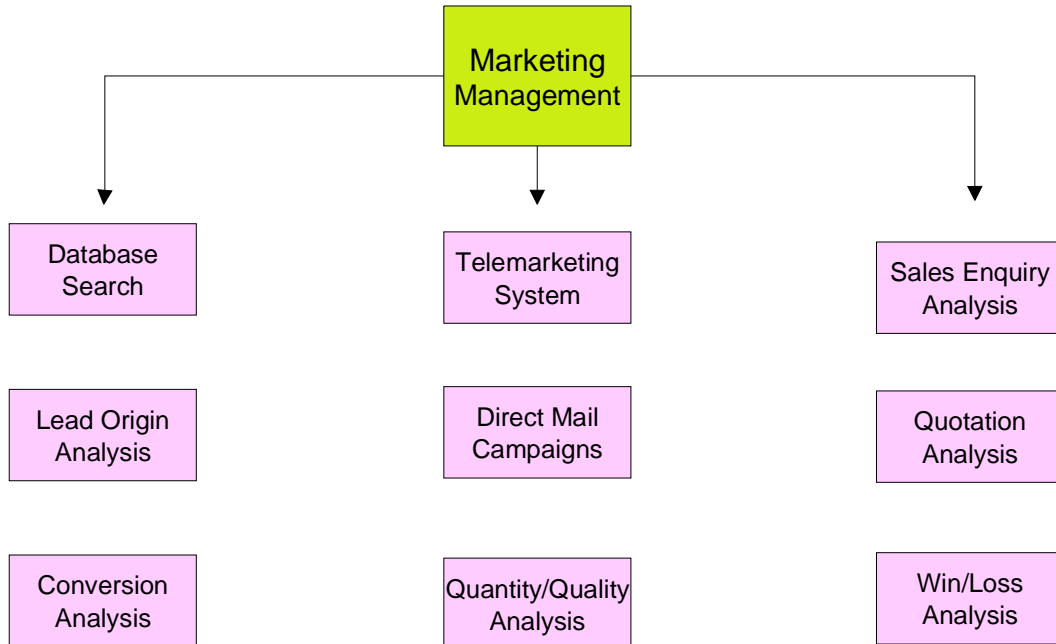 Marketing
Management
Database
Search
Telemarketing
System
Sales Enquiry
Analysis
Lead Origin
Analysis
Direct Mail
Campaigns
Quotation
Analysis
Conversion
Analysis
Quantity/Quality
Analysis
Win/Loss
Analysis